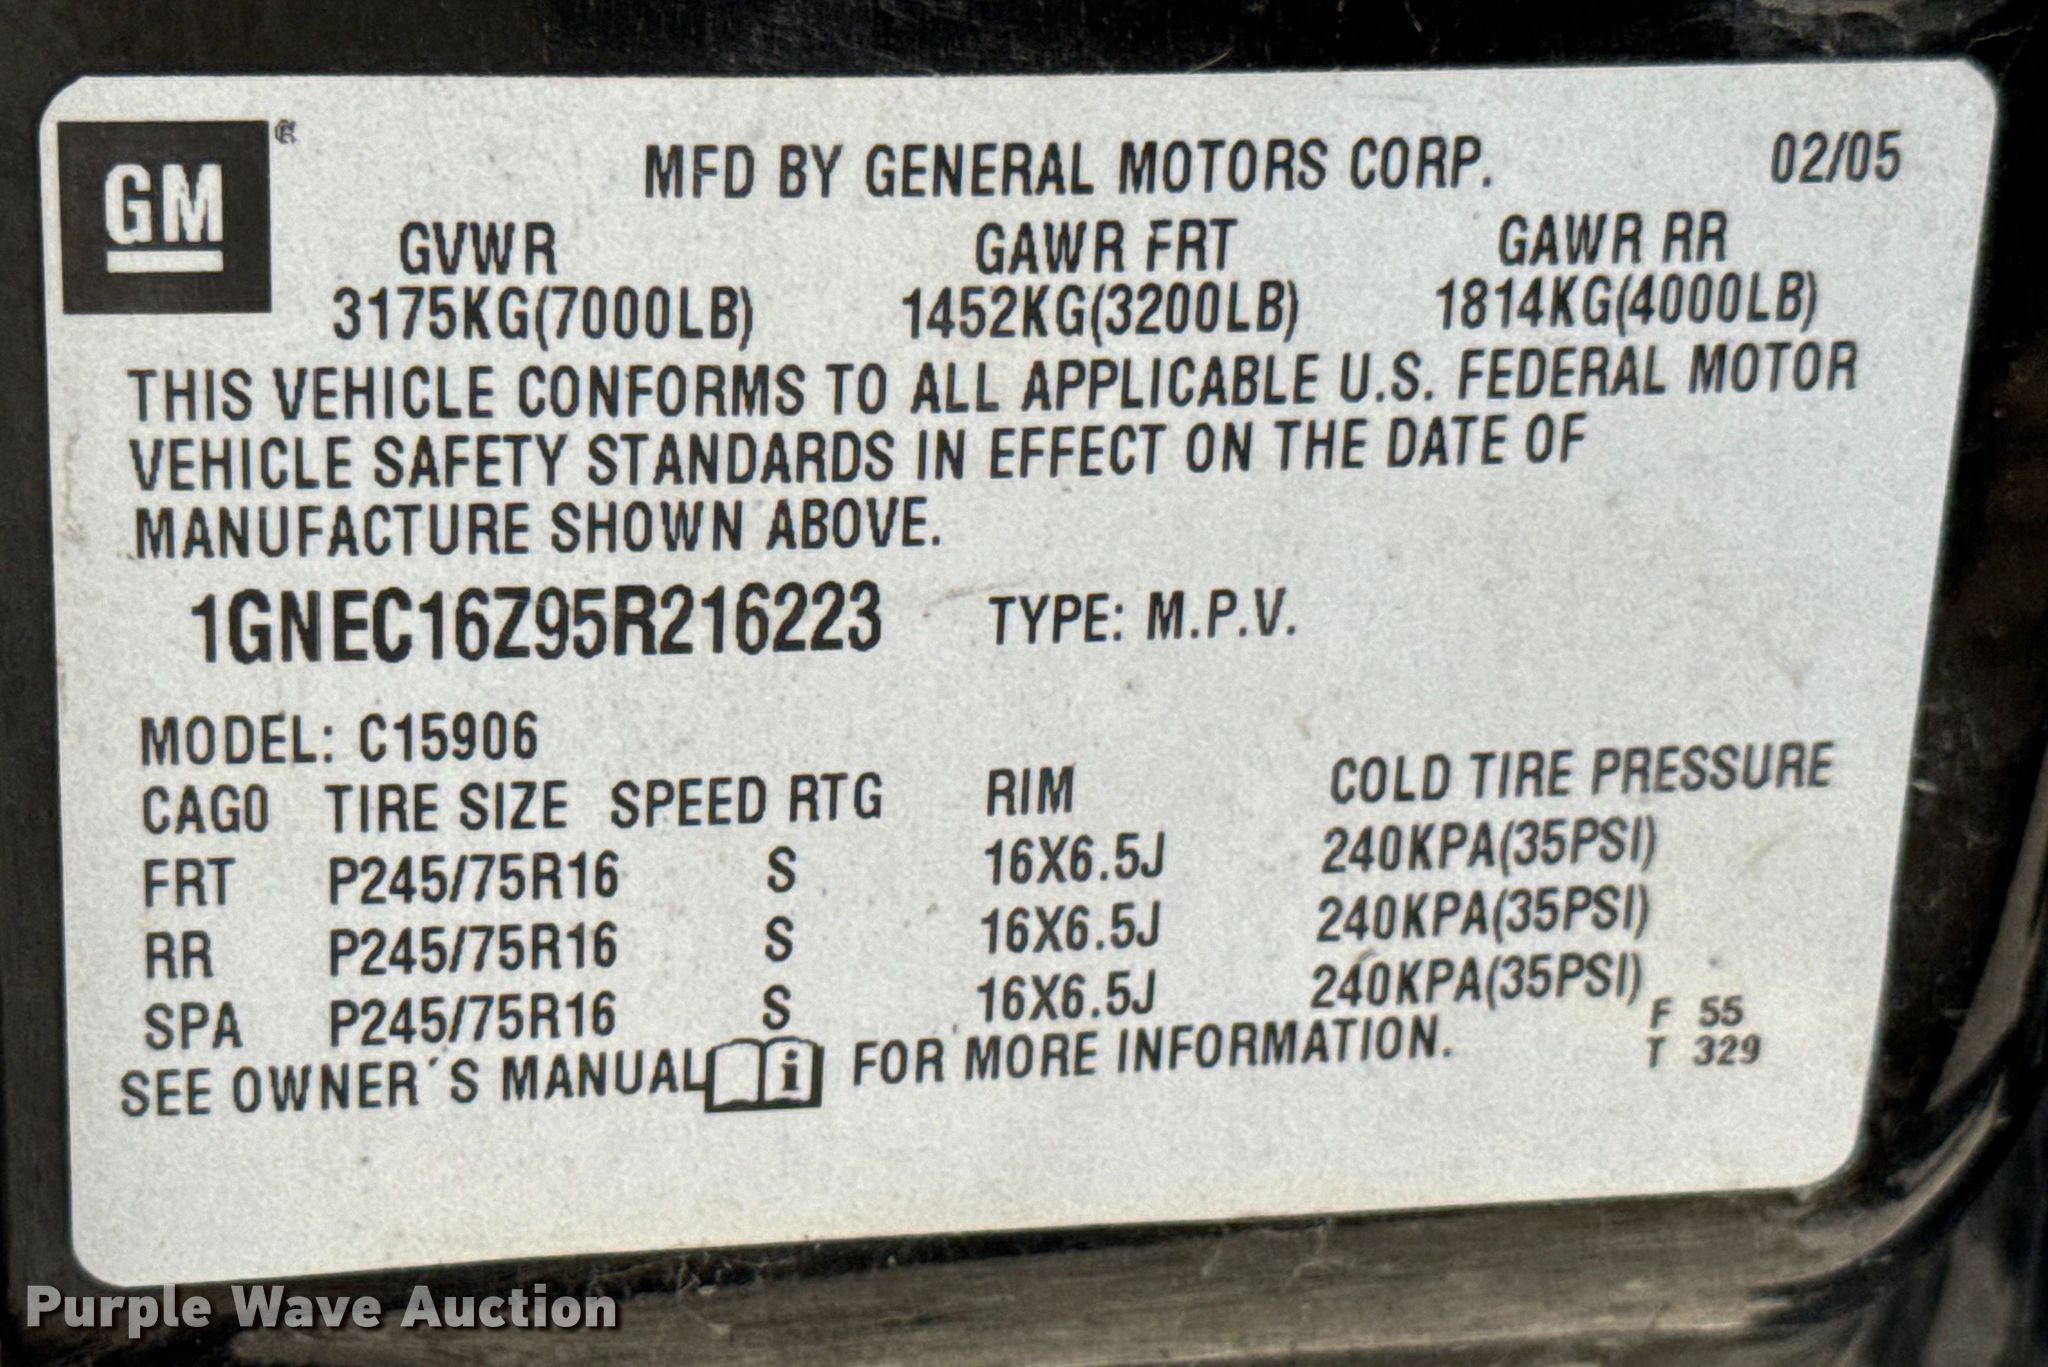 GM
MFD BY GENERAL MOTORS CORP. 02/05
GVWR GAWR FRT GAWR RR
3175KG(7000LB) 1452KG(3200LB) 1814KG(4000LB)
THIS VEHICLE CONFORMS TO ALL APPLICABLE U.S. FEDERAL MOTOR
VEHICLE SAFETY STANDARDS IN EFFECT ON THE DATE OF
MANUFACTURE SHOWN ABOVE.
1GNEC16Z95R216223 TYPE: M.P.V.
MODEL: C15906
CAGO TIRE SIZE SPEED RTG RIM COLD TIRE PRESSURE
FRT P245/75R16 S 16X6.5J 240KPA(35PSI)
RR P245/75R16 S 16X6.5J 240KPA(35PSI)
SPA P245/75R16 S 16X6.5J 240KPA(35PSI)
SEE OWNER´S MANUAL i FOR MORE INFORMATION.
F 55
T 329
Purple Wave Auction